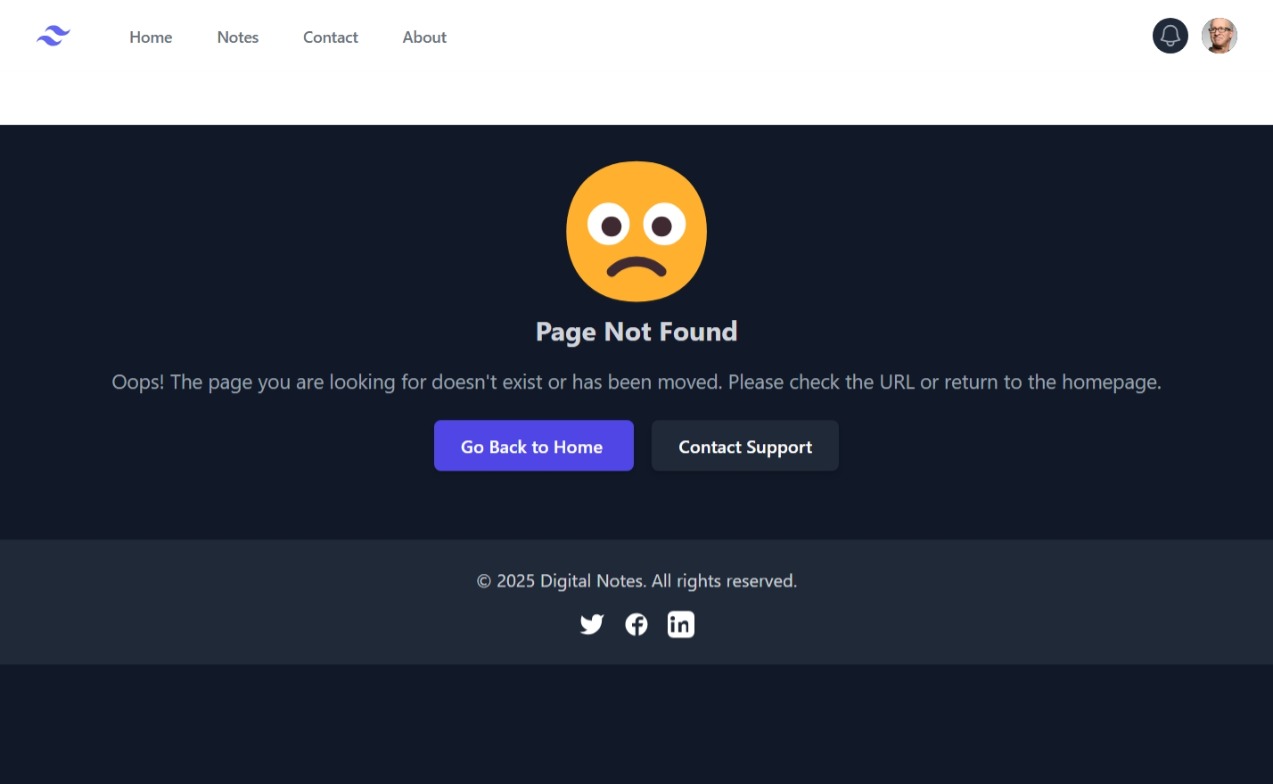 Home Notes Contact About
Page Not Found
Oops! The page you are looking for doesn't exist or has been moved. Please check the URL or return to the homepage.
Go Back to Home Contact Support
© 2025 Digital Notes. All rights reserved.